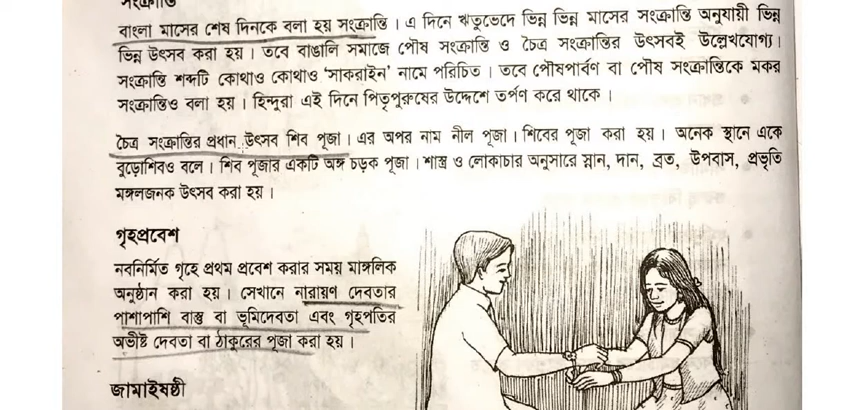 সংক্রান্তি
বাংলা মাসের শেষ দিনকে বলা হয় সংক্রান্তি। এ দিনে ঋতুভেদে ভিন্ন ভিন্ন মাসের সংক্রান্তি অনুযায়ী ভিন্ন
ভিন্ন উৎসব করা হয়। তবে বাঙালি সমাজে পৌষ সংক্রান্তি ও চৈত্র সংক্রান্তির উৎসবই উল্লেখযোগ্য।
সংক্রান্তি শব্দটি কোথাও কোথাও ‘সাকরাইন’ নামে পরিচিত। তবে পৌষপার্বণ বা পৌষ সংক্রান্তিকে মকর
সংক্রান্তিও বলা হয়। হিন্দুরা এই দিনে পিতৃপুরুষের উদ্দেশে তর্পণ করে থাকে।
চৈত্র সংক্রান্তির প্রধান উৎসব শিব পূজা। এর অপর নাম নীল পূজা। শিবের পূজা করা হয়। অনেক স্থানে একে
বুড়োশিবও বলে। শিব পূজার একটি অঙ্গ চড়ক পূজা। শাস্ত্র ও লোকাচার অনুসারে স্নান, দান, ব্রত, উপবাস, প্রভৃতি
মঙ্গলজনক উৎসব করা হয়।
গৃহপ্রবেশ
নবনির্মিত গৃহে প্রথম প্রবেশ করার সময় মাঙ্গলিক
অনুষ্ঠান করা হয়। সেখানে নারায়ণ দেবতার
পাশাপাশি বাস্তু বা ভূমিদেবতা এবং গৃহপতির
অভীষ্ট দেবতা বা ঠাকুরের পূজা করা হয়।
জামাইষষ্ঠী